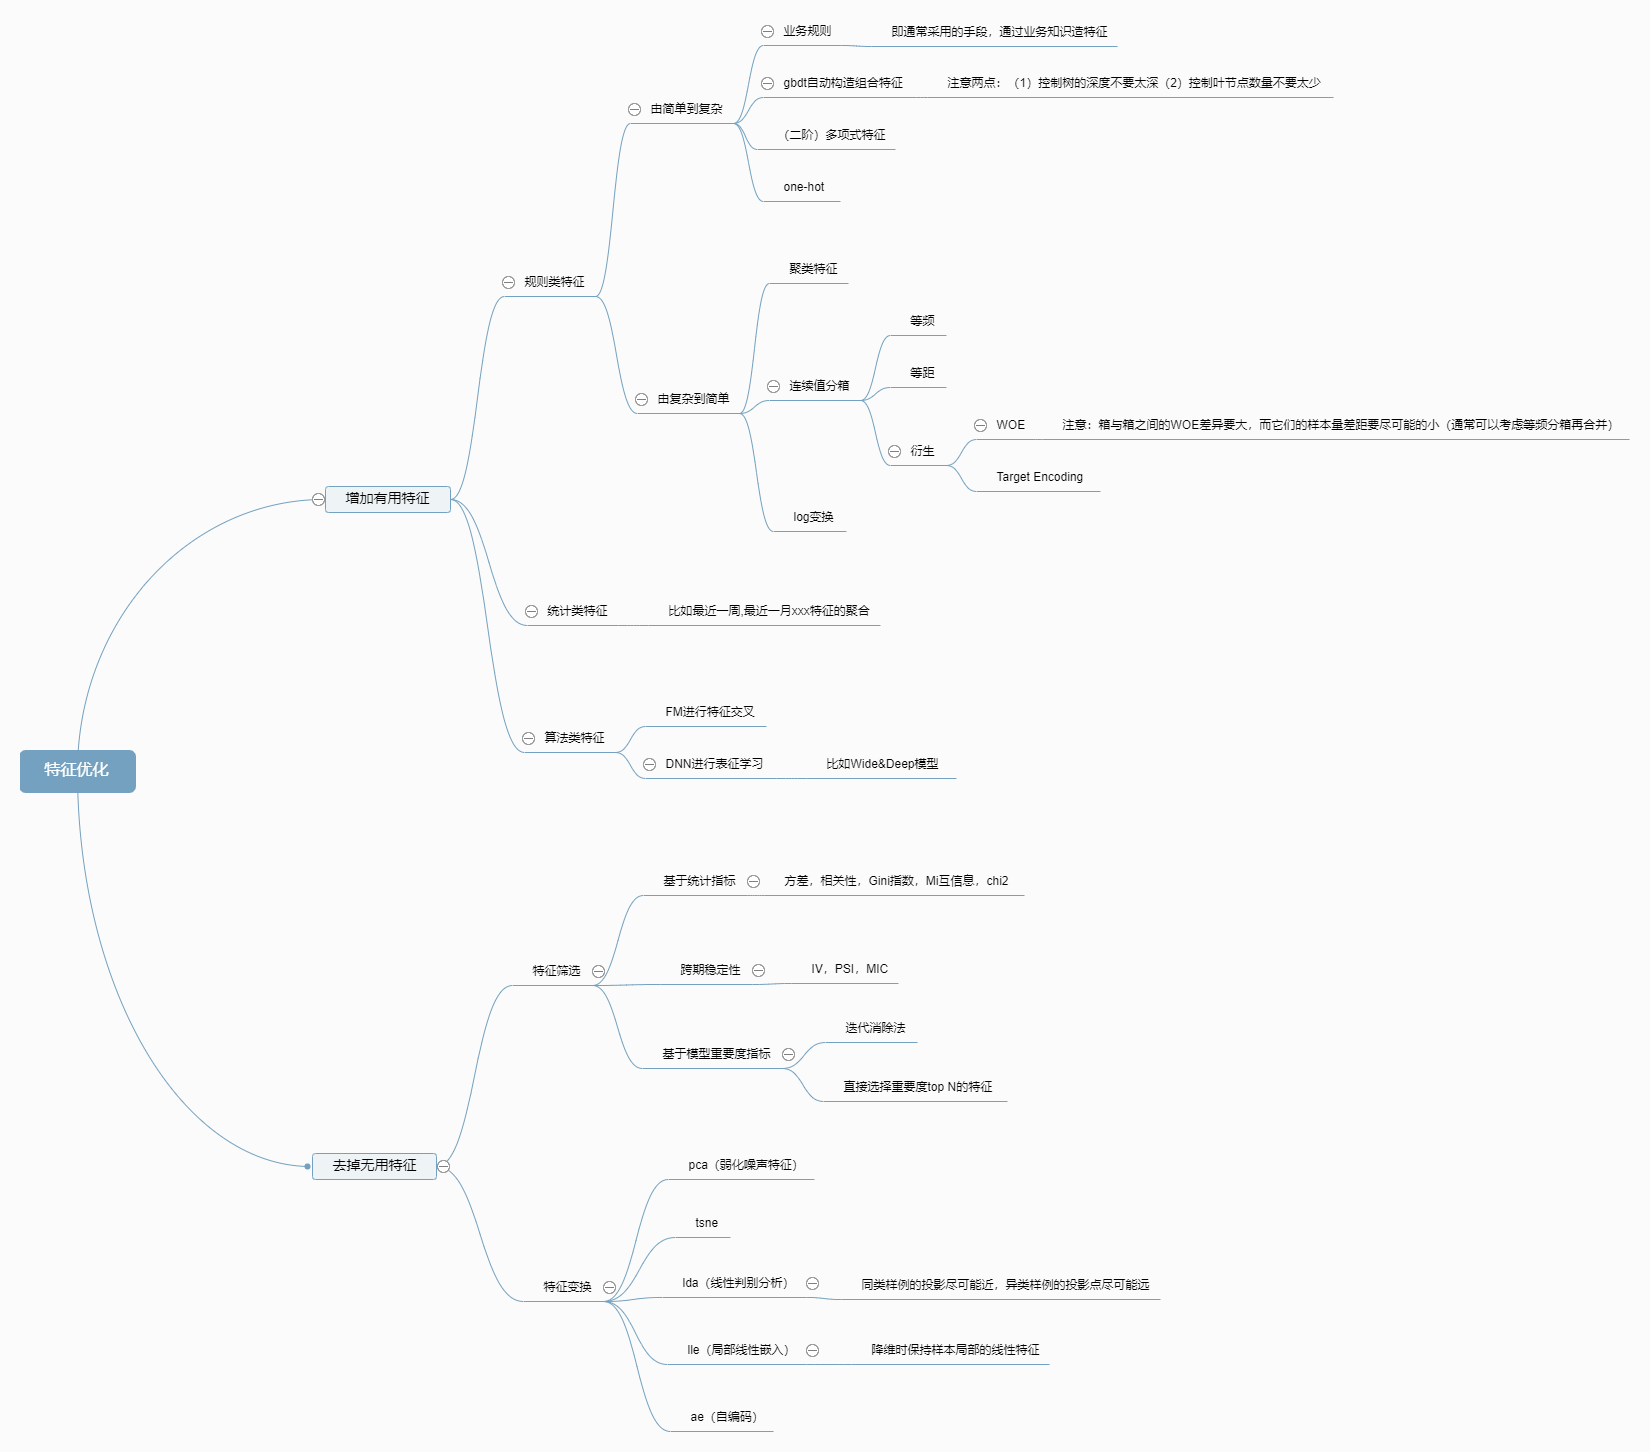 特征优化
增加有用特征
规则类特征
由简单到复杂
业务规则
即通常采用的手段，通过业务知识造特征
gbdt自动构造组合特征
注意两点：（1）控制树的深度不要太深（2）控制叶节点数量不要太少
（二阶）多项式特征
one-hot
由复杂到简单
聚类特征
连续值分箱
等频
等距
衍生
WOE
注意：箱与箱之间的WOE差异要大，而它们的样本量差距要尽可能的小（通常可以考虑等频分箱再合并）
Target Encoding
log变换
统计类特征
比如最近一周,最近一月xxx特征的聚合
算法类特征
FM进行特征交叉
DNN进行表征学习
比如Wide&Deep模型
去掉无用特征
特征筛选
基于统计指标
方差，相关性，Gini指数，Mi互信息，chi2
跨期稳定性
IV，PSI，MIC
基于模型重要度指标
迭代消除法
直接选择重要度top N的特征
特征变换
pca（弱化噪声特征）
tsne
lda（线性判别分析）
同类样例的投影尽可能近，异类样例的投影点尽可能远
lle（局部线性嵌入）
降维时保持样本局部的线性特征
ae（自编码）